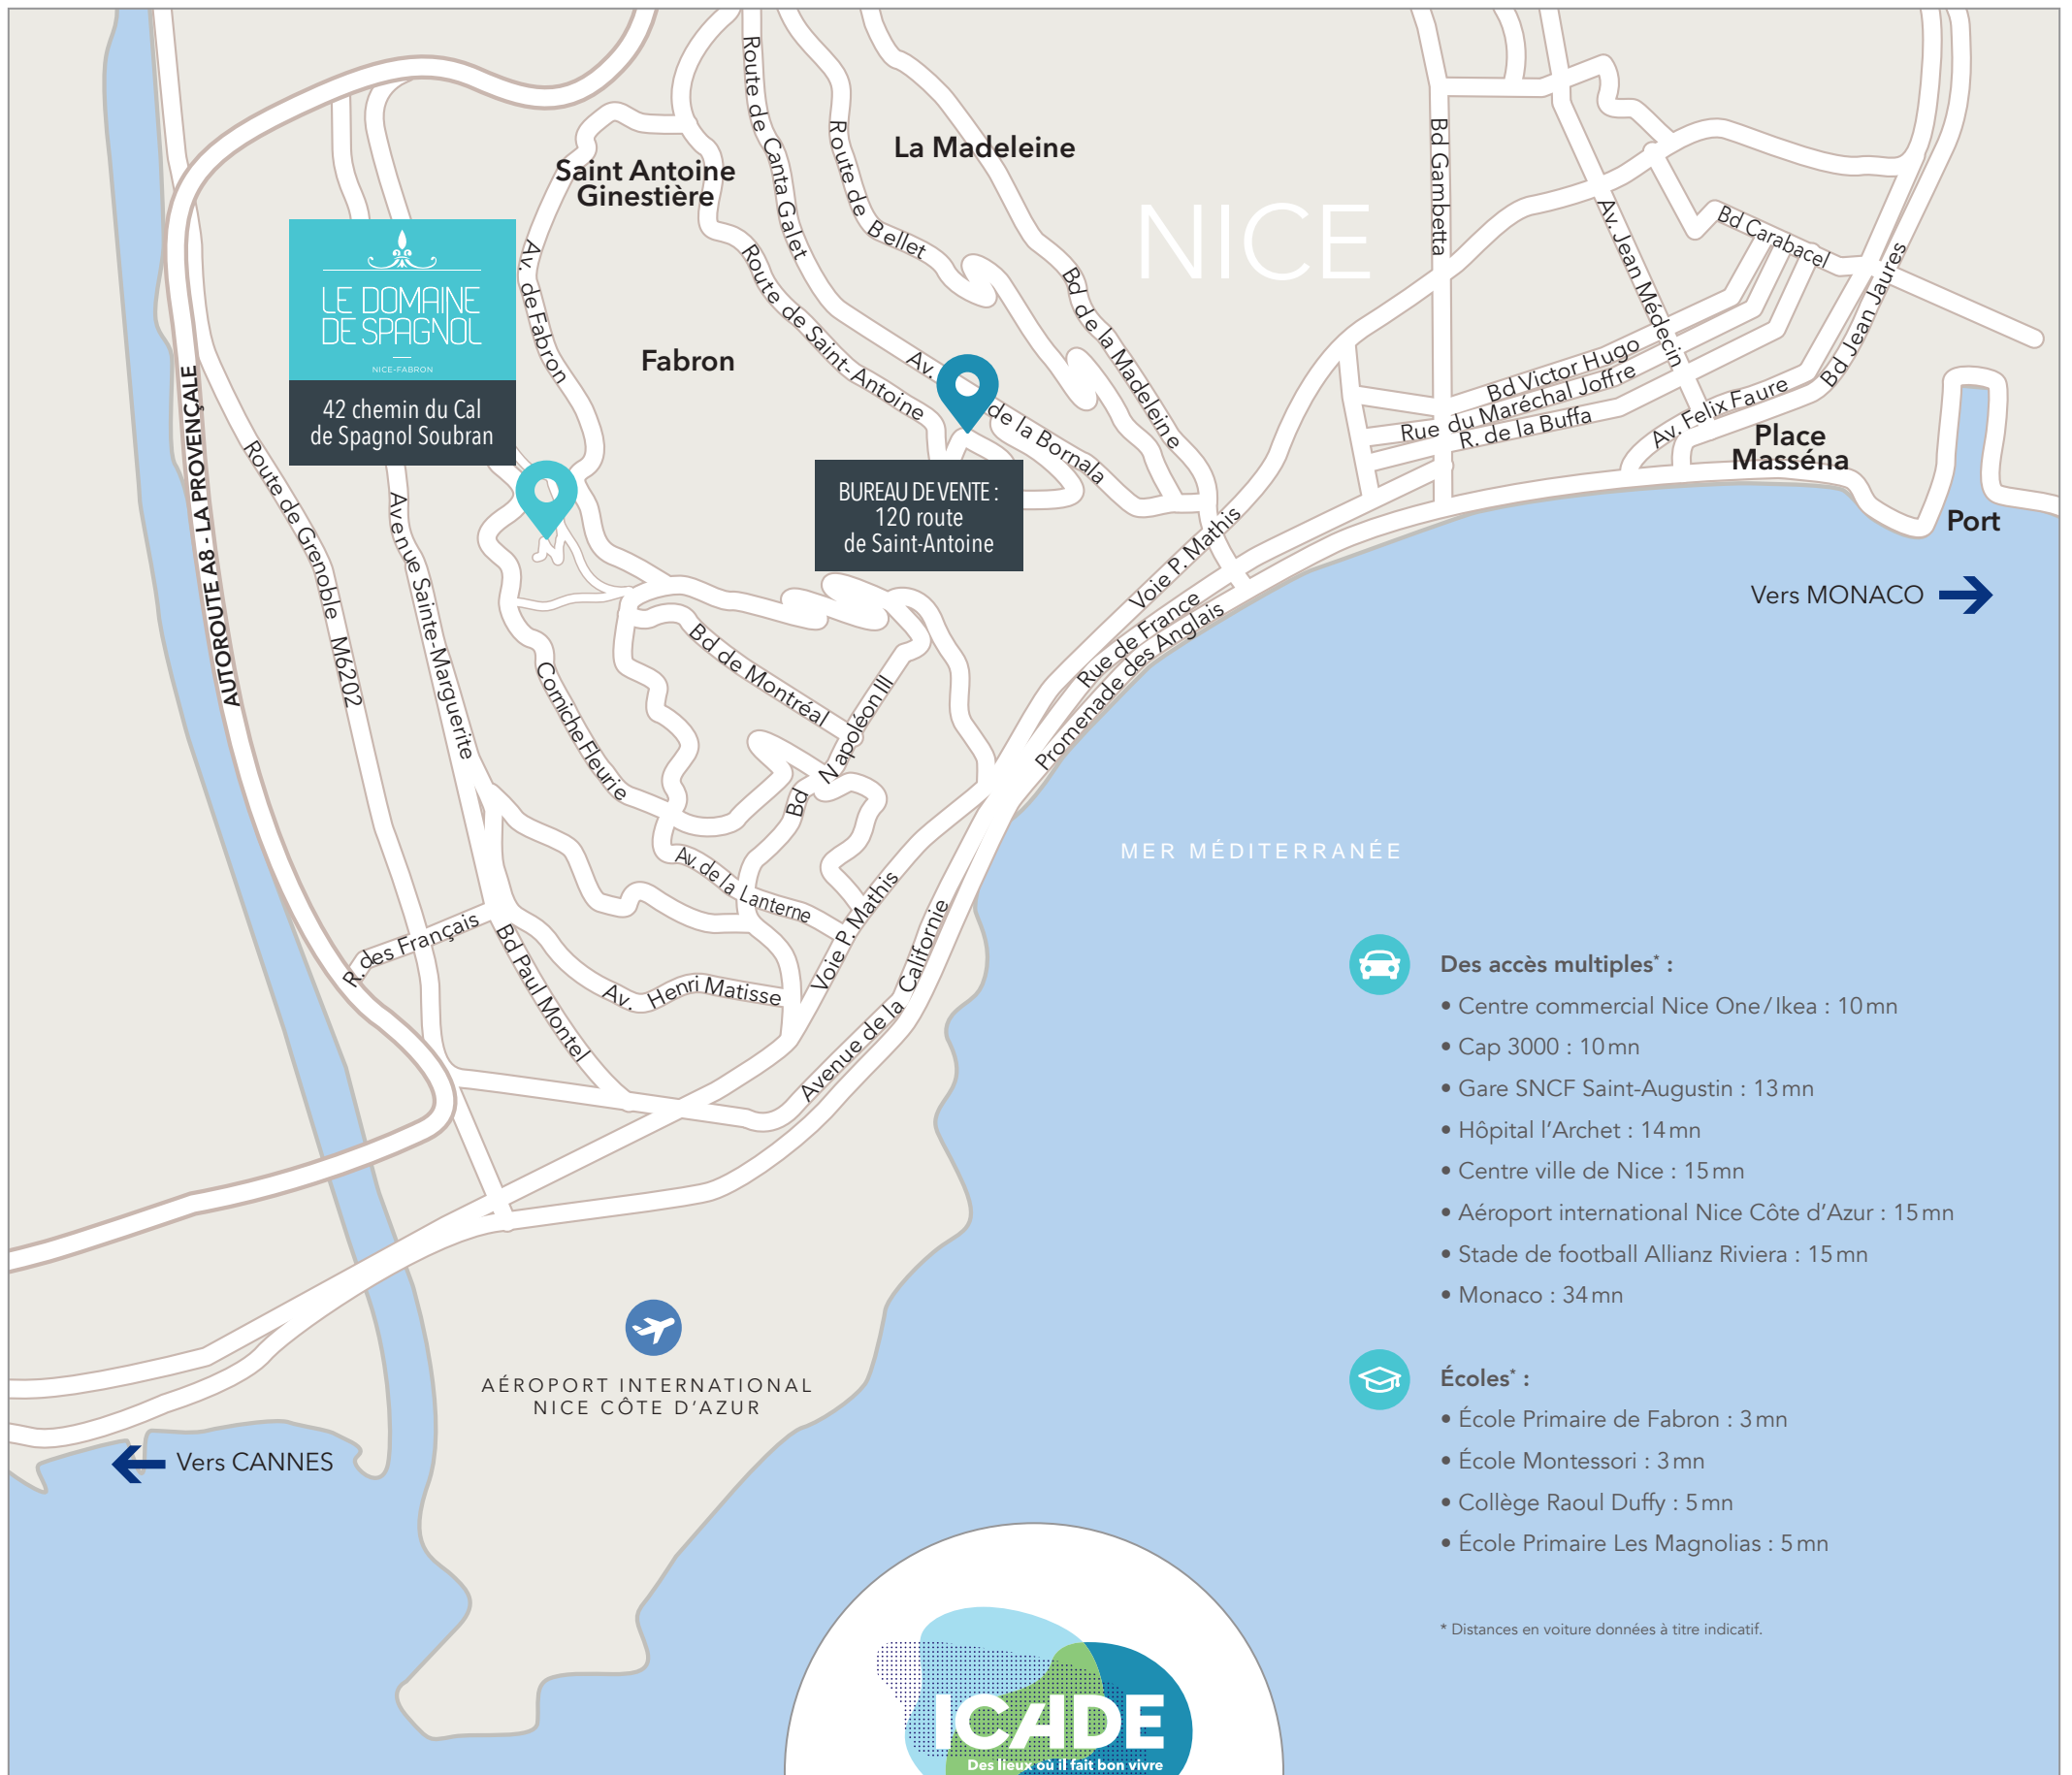 Route de Canta Galet
Route de Bellet
La Madeleine
Saint Antoine
Ginestière
Bd Gambetta
NICE
Av. Jean Médecin
Bd Carabacel
Bd Jean Jaures
LE DOMAINE
DE SPAGNOL
NICE-FABRON
42 chemin du Cal
de Spagnol Soubran
Av. de Fabron
Fabron
Route de Saint-Antoine
Av. de la Bornala
Bd de la Madeleine
Bd Victor Hugo
Rue du Maréchal Joffre
R. de la Buffa
Av. Felix Faure
Place
Masséna
Port
AUTOROUTE A8 - LA PROVENÇALE
Route de Grenoble M6202
Avenue Sainte-Marguerite
BUREAU DE VENTE :
120 route
de Saint-Antoine
Voie P. Mathis
Rue de France
Promenade des Anglais
Vers MONACO
Corniche Fleurie
Bd de Montréal
Bd Napoléon III
Av. de la Lanterne
Voie P. Mathis
Avenue de la Californie
R. des Français
Bd Paul Montel
Av. Henri Matisse
MER MÉDITERRANÉE
Des accès multiples* :
• Centre commercial Nice One / Ikea : 10 mn
• Cap 3000 : 10 mn
• Gare SNCF Saint-Augustin : 13 mn
• Hôpital l’Archet : 14 mn
• Centre ville de Nice : 15 mn
• Aéroport international Nice Côte d’Azur : 15 mn
• Stade de football Allianz Riviera : 15 mn
• Monaco : 34 mn
Écoles* :
• École Primaire de Fabron : 3 mn
• École Montessori : 3 mn
• Collège Raoul Duffy : 5 mn
• École Primaire Les Magnolias : 5 mn
* Distances en voiture données à titre indicatif.
AÉROPORT INTERNATIONAL
NICE CÔTE D’AZUR
Vers CANNES
ICADE
Des lieux où il fait bon vivre